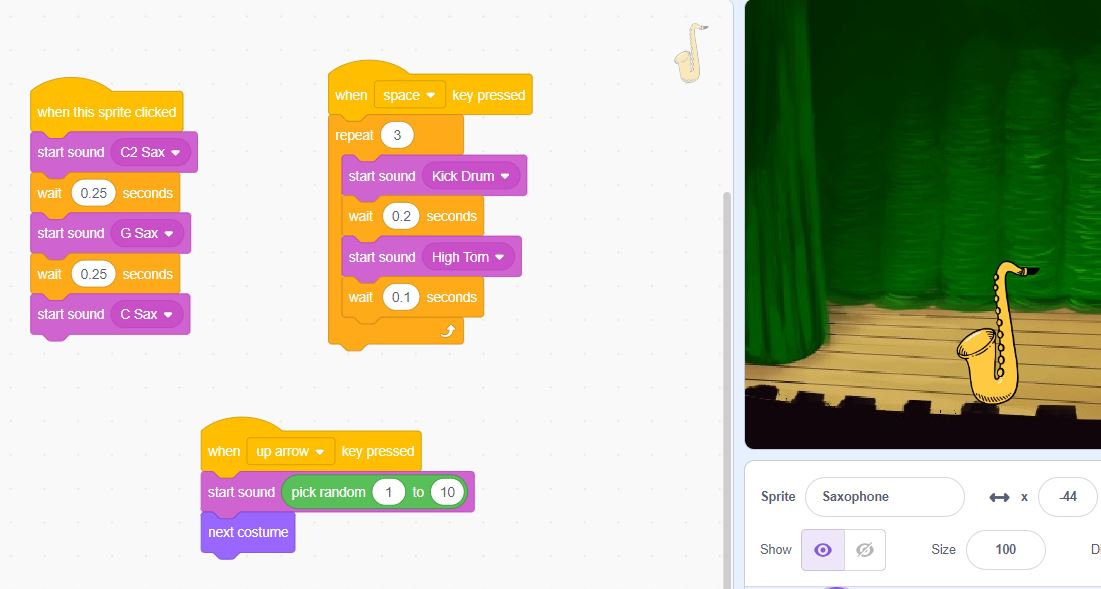 when this sprite clicked
start sound C2 Sax
wait 0.25 seconds
start sound G Sax
wait 0.25 seconds
start sound C Sax
when space key pressed
repeat 3
start sound Kick Drum
wait 0.2 seconds
start sound High Tom
wait 0.1 seconds
when up arrow key pressed
start sound pick random 1 to 10
next costume
Sprite Saxophone x -44
Show Size 100